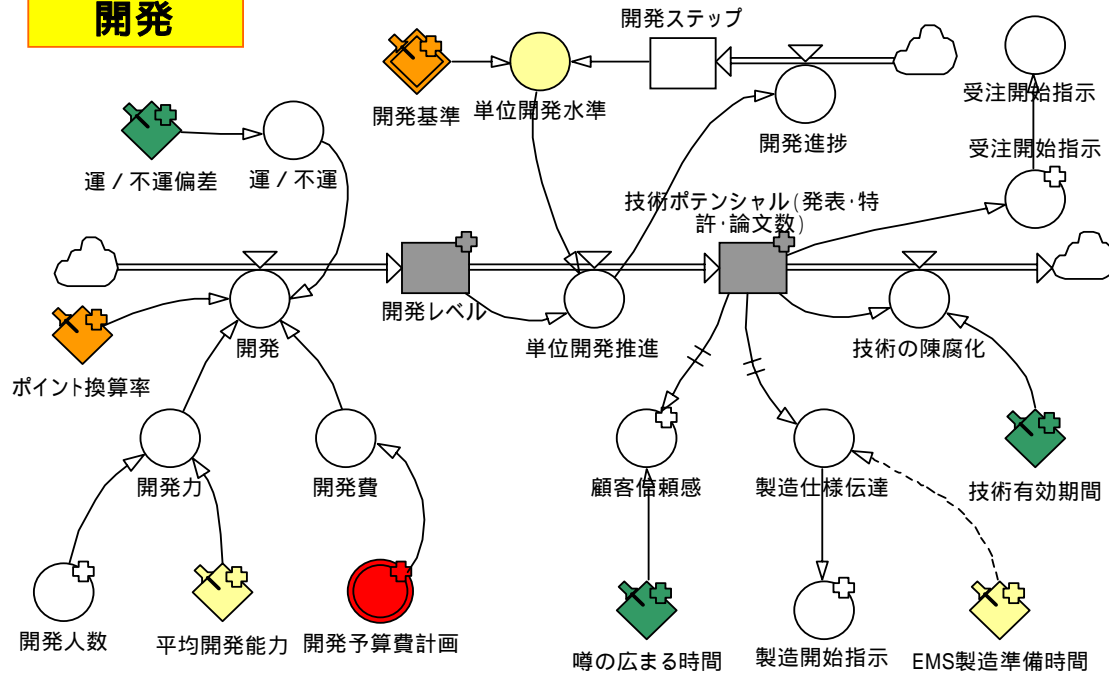 開発
開発ステップ
開発基準
単位開発水準
開発進捗
受注開始指示
受注開始指示
運/不運偏差
運/不運
技術ポテンシャル(発表・特
許・論文数)
開発レベル
開発
単位開発推進
技術の陳腐化
ポイント換算率
開発力
開発費
顧客信頼感
製造仕様伝達
技術有効期間
開発人数
平均開発能力
開発予算費計画
噂の広まる時間
製造開始指示
EMS製造準備時間